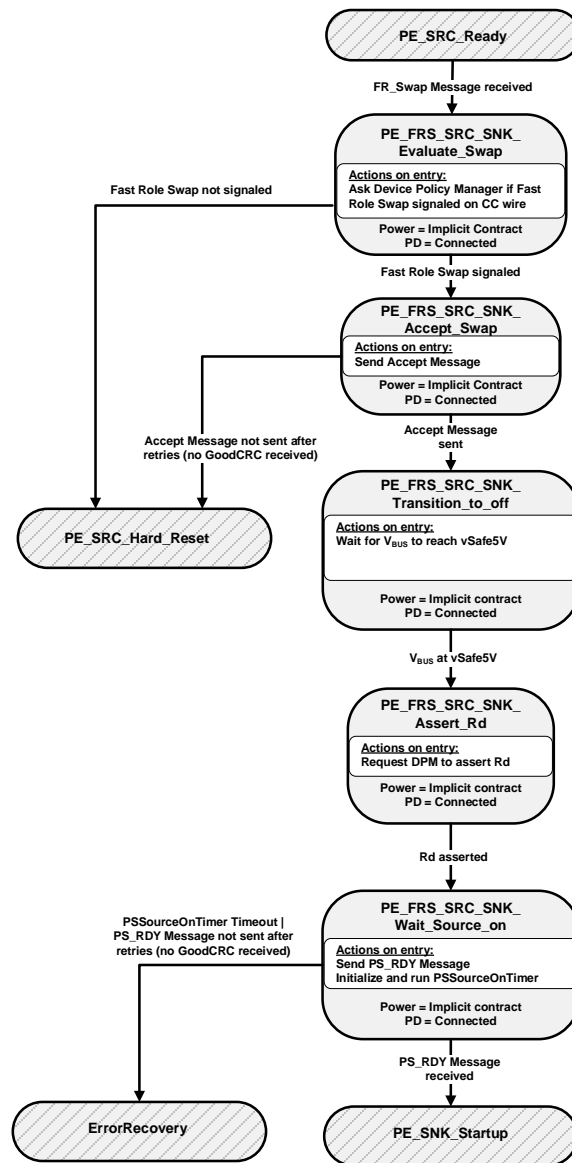 PE_SRC_Ready
FR_Swap Message received
PE_FRS_SRC_SNK_
Evaluate_Swap
Actions on entry:
Ask Device Policy Manager if Fast
Role Swap signaled on CC wire
Power = Implicit Contract
PD = Connected
Fast Role Swap not signaled
Fast Role Swap signaled
PE_FRS_SRC_SNK_
Accept_Swap
Actions on entry:
Send Accept Message
Power = Implicit Contract
PD = Connected
Accept Message not sent after
retries (no GoodCRC received)
Accept Message
sent
PE_SRC_Hard_Reset
PE_FRS_SRC_SNK_
Transition_to_off
Actions on entry:
Wait for VBUS to reach vSafe5V
Power = Implicit contract
PD = Connected
VBUS at vSafe5V
PE_FRS_SRC_SNK_
Assert_Rd
Actions on entry:
Request DPM to assert Rd
Power = Implicit contract
PD = Connected
Rd asserted
PE_FRS_SRC_SNK_
Wait_Source_on
Actions on entry:
Send PS_RDY Message
Initialize and run PSSourceOnTimer
Power = Implicit contract
PD = Connected
PSSourceOnTimer Timeout |
PS_RDY Message not sent after
retries (no GoodCRC received)
PS_RDY Message
received
ErrorRecovery
PE_SNK_Startup